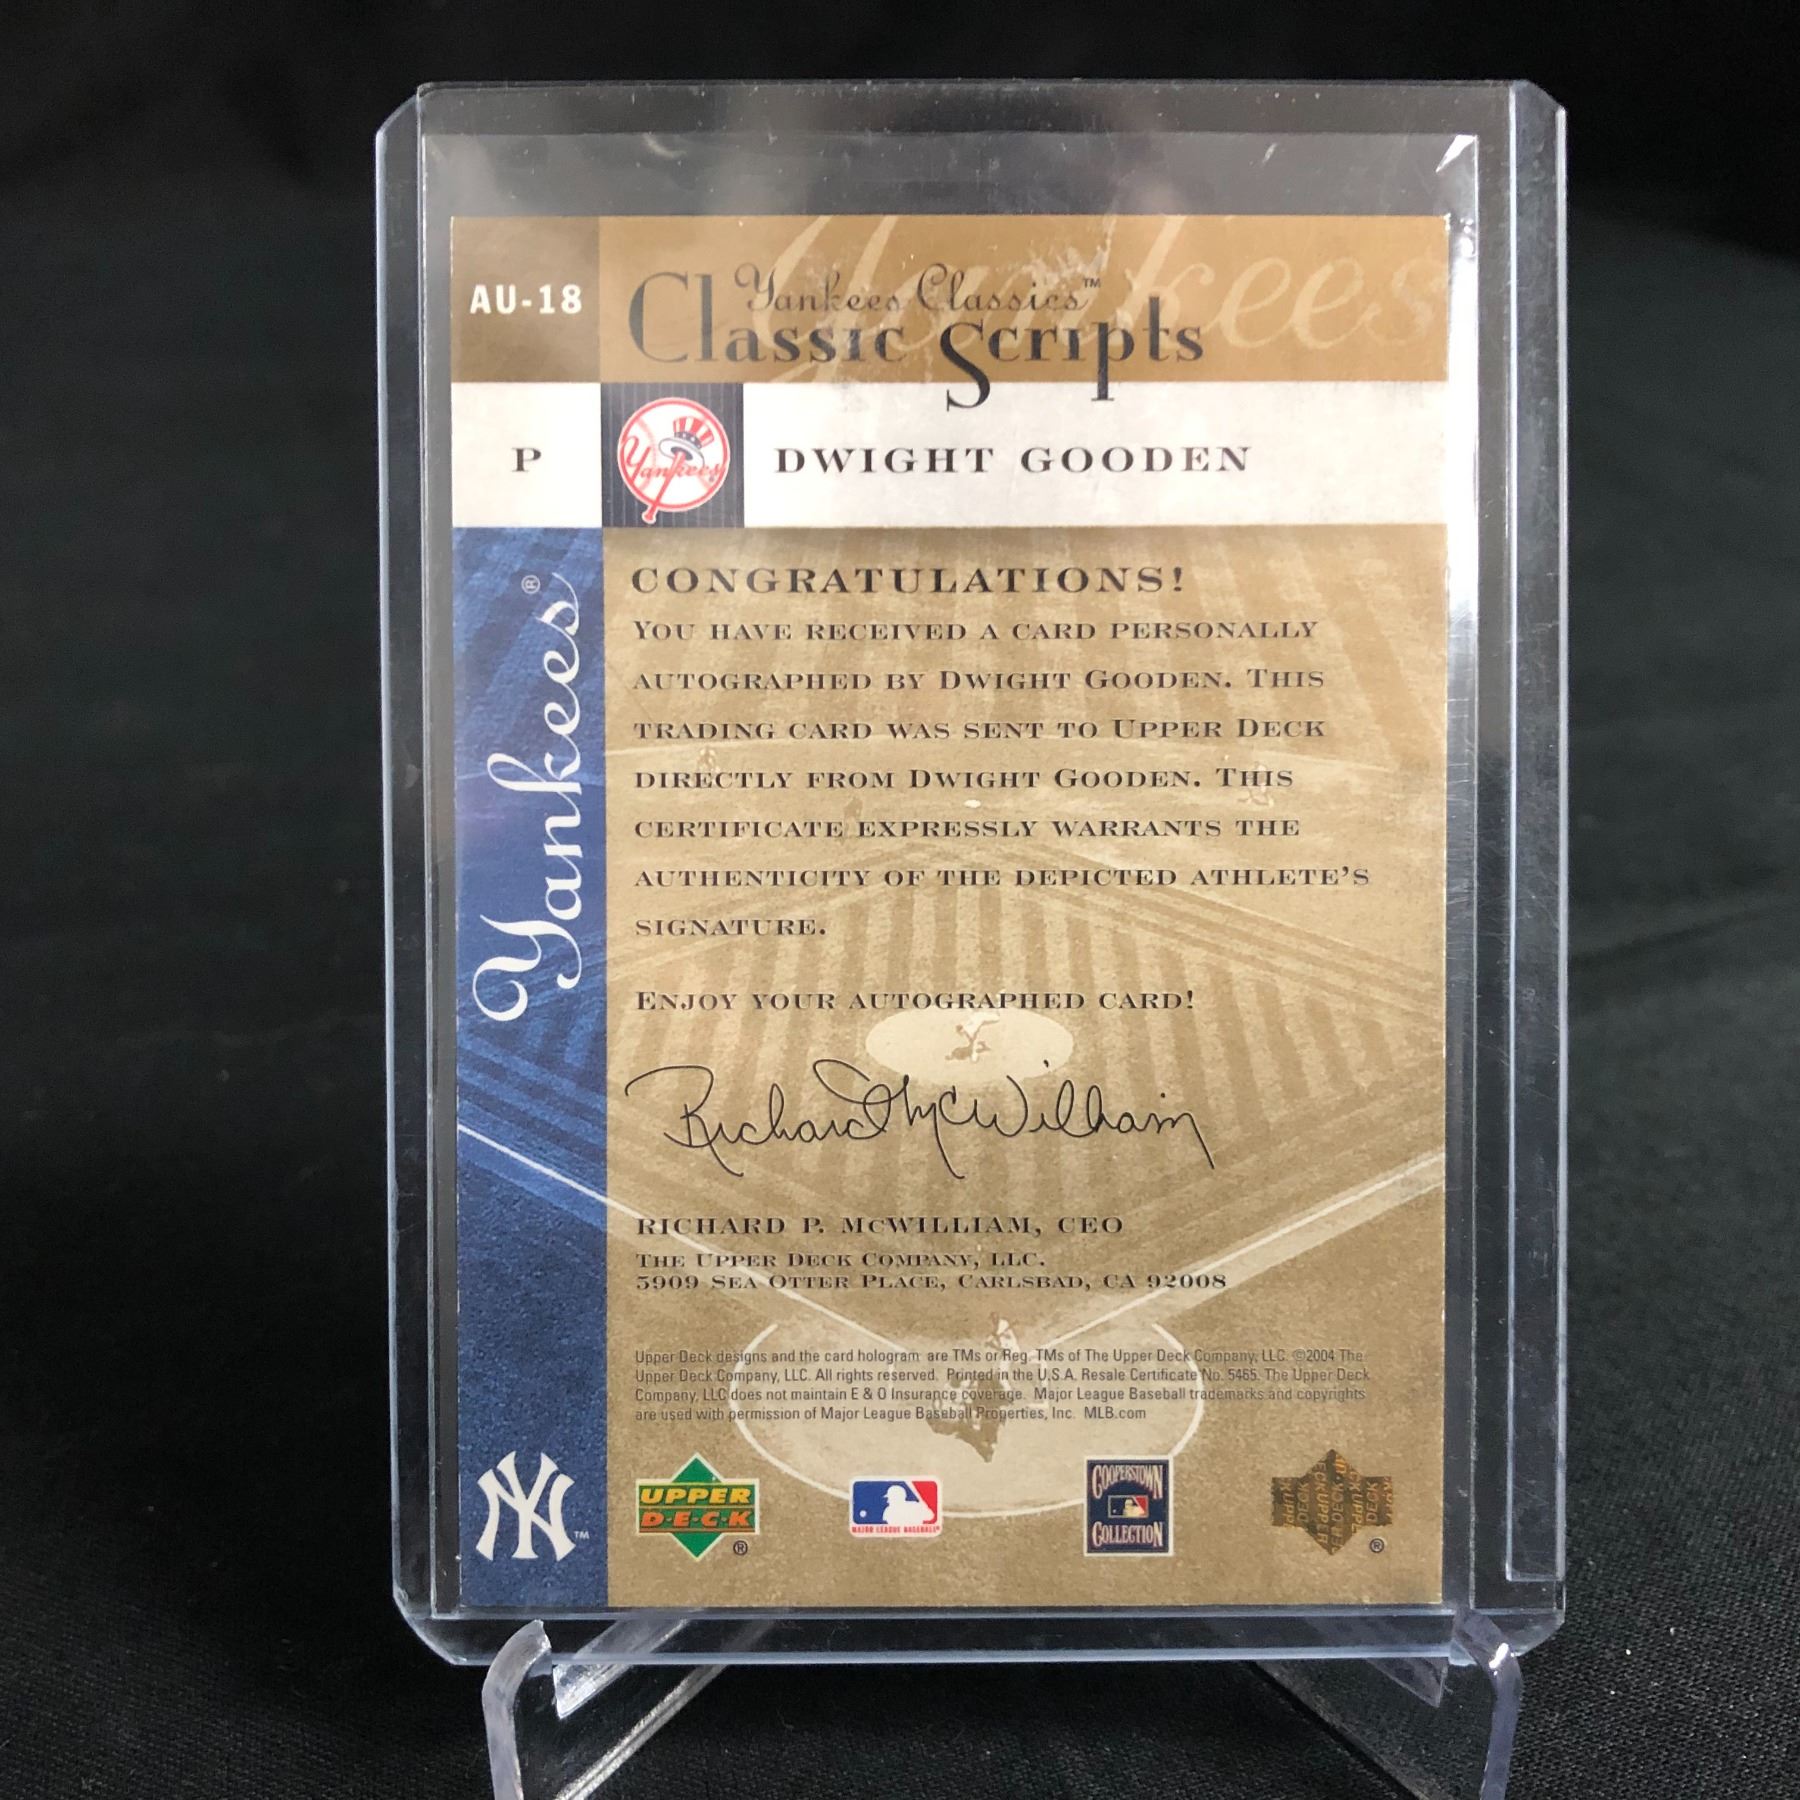 AU-18
Yankees
Yankees Classics™
Classic Scripts
P
Yankees
DWIGHT GOODEN
Yankees®
CONGRATULATIONS!
YOU HAVE RECEIVED A CARD PERSONALLY
AUTOGRAPHED BY DWIGHT GOODEN. THIS
TRADING CARD WAS SENT TO UPPER DECK
DIRECTLY FROM DWIGHT GOODEN. THIS
CERTIFICATE EXPRESSLY WARRANTS THE
AUTHENTICITY OF THE DEPICTED ATHLETE'S
SIGNATURE.
ENJOY YOUR AUTOGRAPHED CARD!
Richard McWilliam
RICHARD P. MCWILLIAM, CEO
THE UPPER DECK COMPANY, LLC.
5909 SEA OTTER PLACE, CARLSBAD, CA 92008
Upper Deck designs and the card hologram are TMs or Reg. TMs of The Upper Deck Company, LLC. ©2004 The
Upper Deck Company, LLC. All rights reserved. Printed in the U.S.A. Resale Certificate No. 5465. The Upper Deck
Company, LLC does not maintain E & O Insurance coverage. Major League Baseball trademarks and copyrights
are used with permission of Major League Baseball Properties, Inc. MLB.com
NY™
UPPER
D·E·C·K
®
MAJOR LEAGUE BASEBALL®
COOPERSTOWN
COLLECTION
®